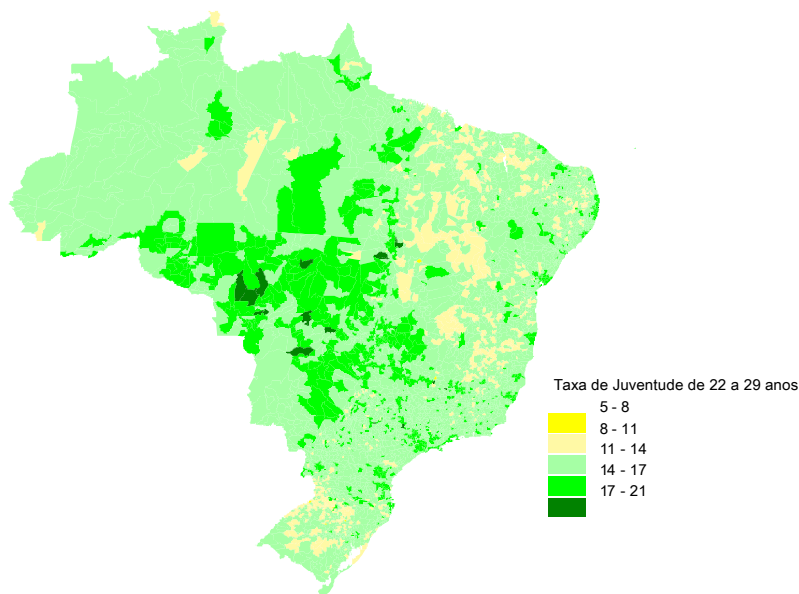 Taxa de Juventude de 22 a 29 anos
5 - 8
8 - 11
11 - 14
14 - 17
17 - 21